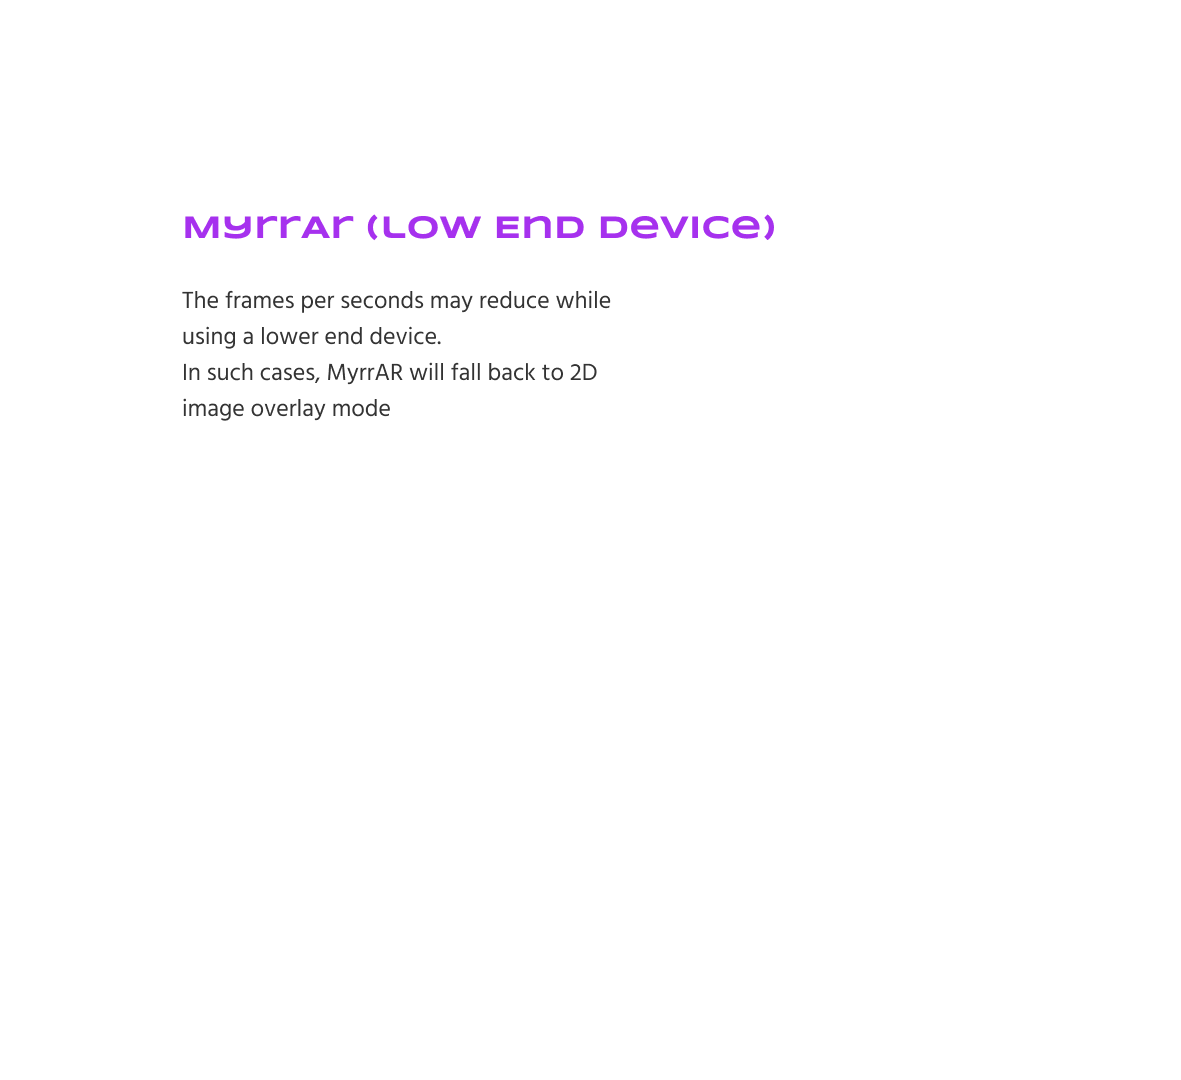 MyrrAr (Low End Device)
The frames per seconds may reduce while
using a lower end device.
In such cases, MyrrAR will fall back to 2D
image overlay mode